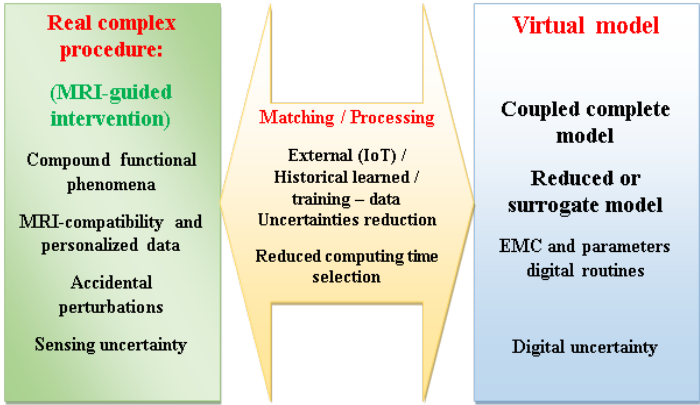 Real complex
procedure:
(MRI-guided
intervention)
Compound functional
phenomena
MRI-compatibility and
personalized data
Accidental
perturbations
Sensing uncertainty
Matching / Processing
External (IoT) /
Historical learned /
training – data
Uncertainties reduction
Reduced computing time
selection
Virtual model
Coupled complete
model
Reduced or
surrogate model
EMC and parameters
digital routines
Digital uncertainty